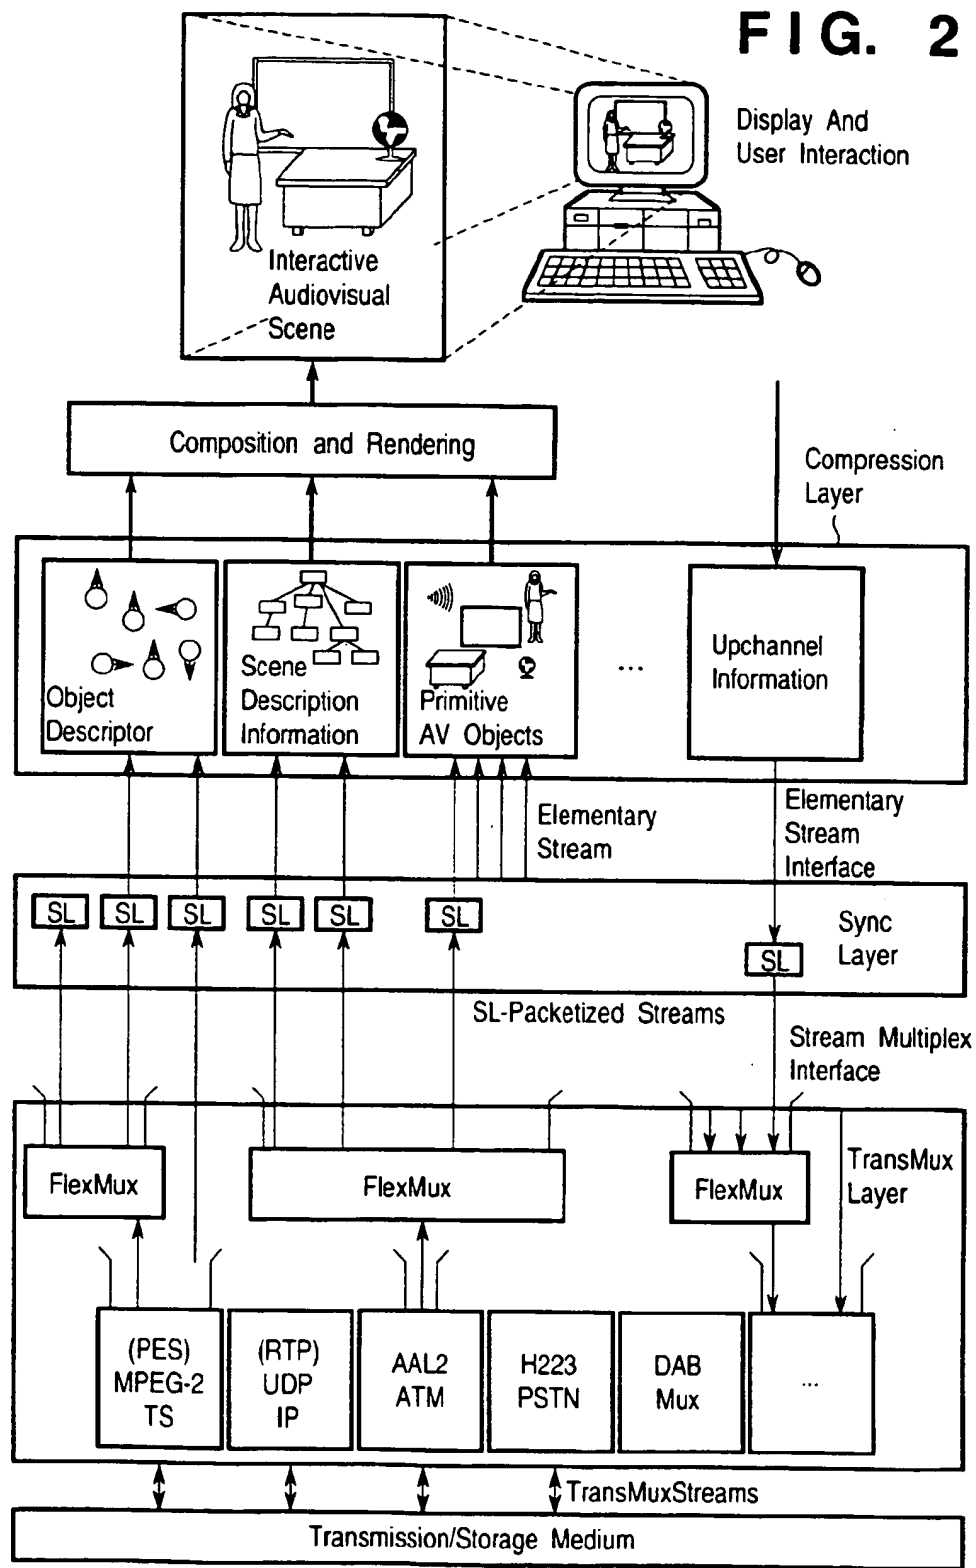 FIG. 2
Display And
User Interaction
Interactive
Audiovisual
Scene
Composition and Rendering
Compression
Layer
Object
Descriptor
Scene
Description
Information
Primitive
AV Objects
...
Upchannel
Information
Elementary
Stream
Elementary
Stream
Interface
SL
SL
SL
SL
SL
SL
SL
Sync
Layer
SL-Packetized Streams
Stream Multiplex
Interface
FlexMux
FlexMux
FlexMux
TransMux
Layer
(PES)
MPEG-2
TS
(RTP)
UDP
IP
AAL2
ATM
H223
PSTN
DAB
Mux
...
TransMuxStreams
Transmission/Storage Medium